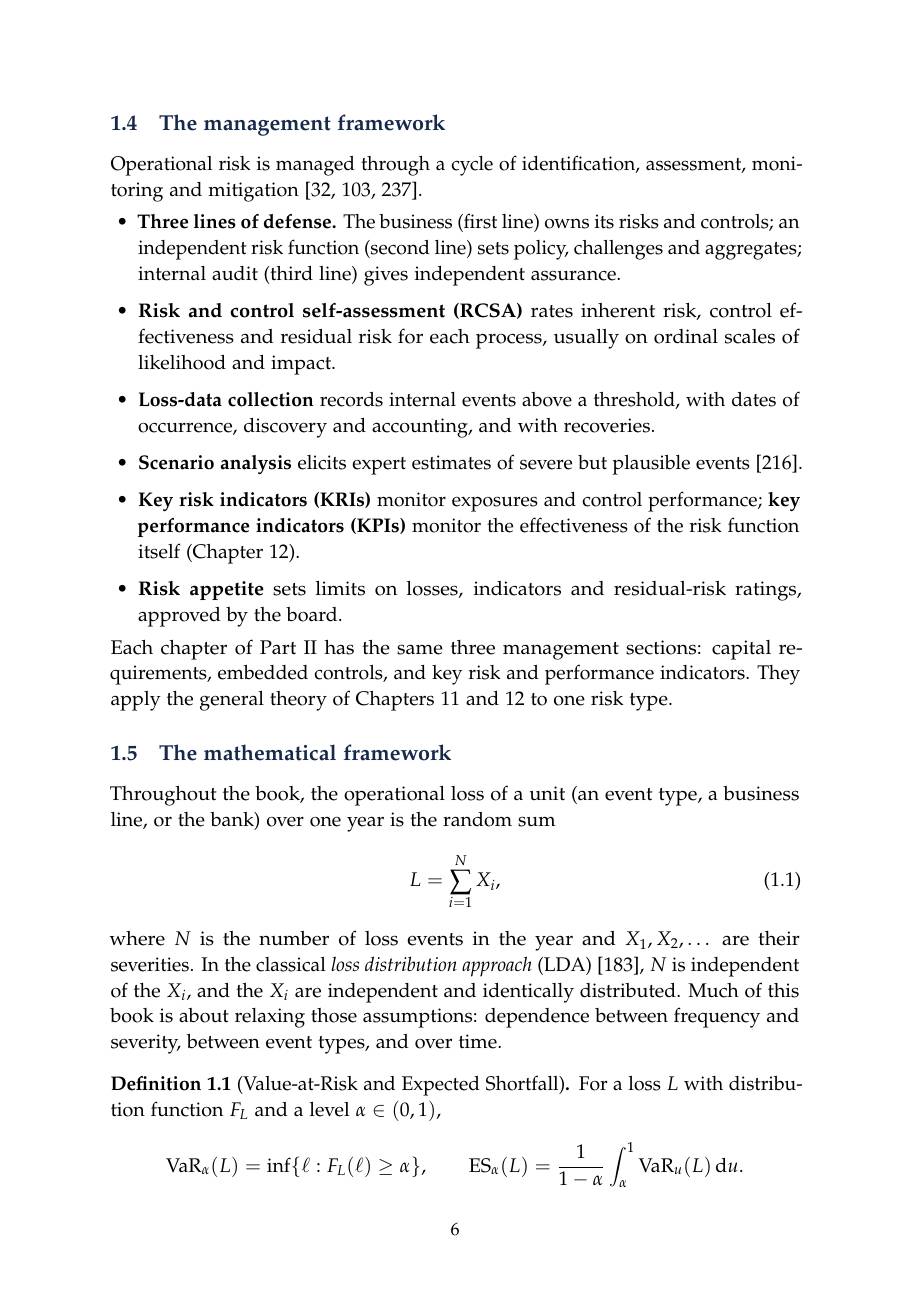 1.4 The management framework
Operational risk is managed through a cycle of identification, assessment, moni-
toring and mitigation [32, 103, 237].
• Three lines of defense. The business (first line) owns its risks and controls; an
independent risk function (second line) sets policy, challenges and aggregates;
internal audit (third line) gives independent assurance.
• Risk and control self-assessment (RCSA) rates inherent risk, control ef-
fectiveness and residual risk for each process, usually on ordinal scales of
likelihood and impact.
• Loss-data collection records internal events above a threshold, with dates of
occurrence, discovery and accounting, and with recoveries.
• Scenario analysis elicits expert estimates of severe but plausible events [216].
• Key risk indicators (KRIs) monitor exposures and control performance; key
performance indicators (KPIs) monitor the effectiveness of the risk function
itself (Chapter 12).
• Risk appetite sets limits on losses, indicators and residual-risk ratings,
approved by the board.
Each chapter of Part II has the same three management sections: capital re-
quirements, embedded controls, and key risk and performance indicators. They
apply the general theory of Chapters 11 and 12 to one risk type.
1.5 The mathematical framework
Throughout the book, the operational loss of a unit (an event type, a business
line, or the bank) over one year is the random sum
L = ∑_{i=1}^{N} X_i, (1.1)
where N is the number of loss events in the year and X₁, X₂, . . . are their
severities. In the classical loss distribution approach (LDA) [183], N is independent
of the X_i, and the X_i are independent and identically distributed. Much of this
book is about relaxing those assumptions: dependence between frequency and
severity, between event types, and over time.
Definition 1.1 (Value-at-Risk and Expected Shortfall). For a loss L with distribu-
tion function F_L and a level α ∈ (0, 1),
VaR_α(L) = inf{ℓ : F_L(ℓ) ≥ α}, ES_α(L) = 1/(1 − α) ∫_α^1 VaR_u(L) du.
6